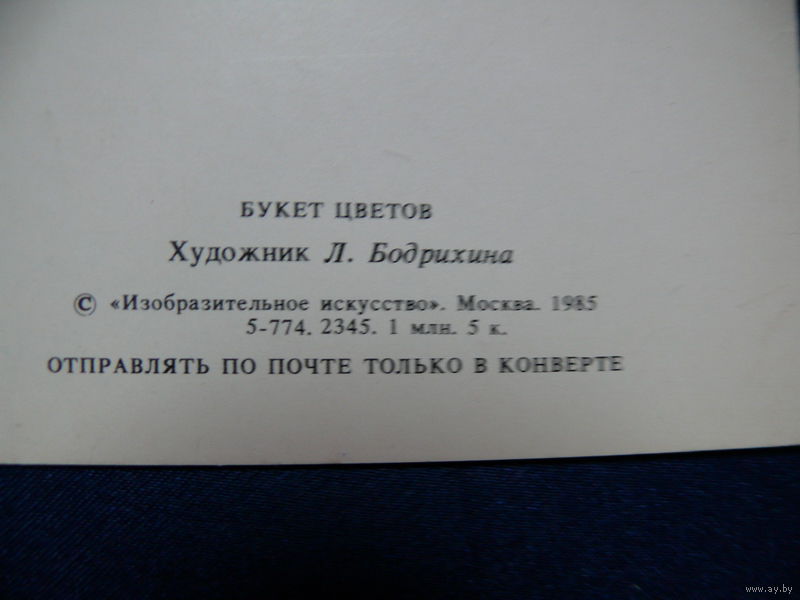 БУКЕТ ЦВЕТОВ
Художник Л. Бодрихина
© «Изобразительное искусство». Москва. 1985
5-774. 2345. 1 млн. 5 к.
ОТПРАВЛЯТЬ ПО ПОЧТЕ ТОЛЬКО В КОНВЕРТЕ
www.ay.by